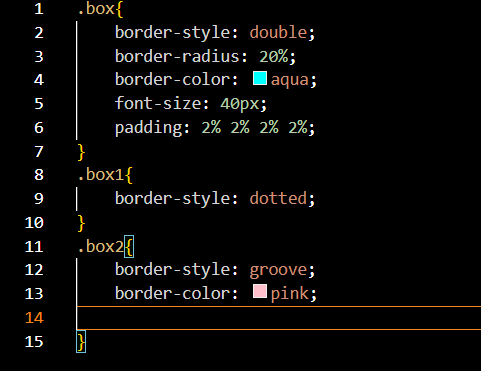 1 .box{
2 border-style: double;
3 border-radius: 20%;
4 border-color: aqua;
5 font-size: 40px;
6 padding: 2% 2% 2% 2%;
7 }
8 .box1{
9 border-style: dotted;
10 }
11 .box2{
12 border-style: groove;
13 border-color: pink;
14
15 }